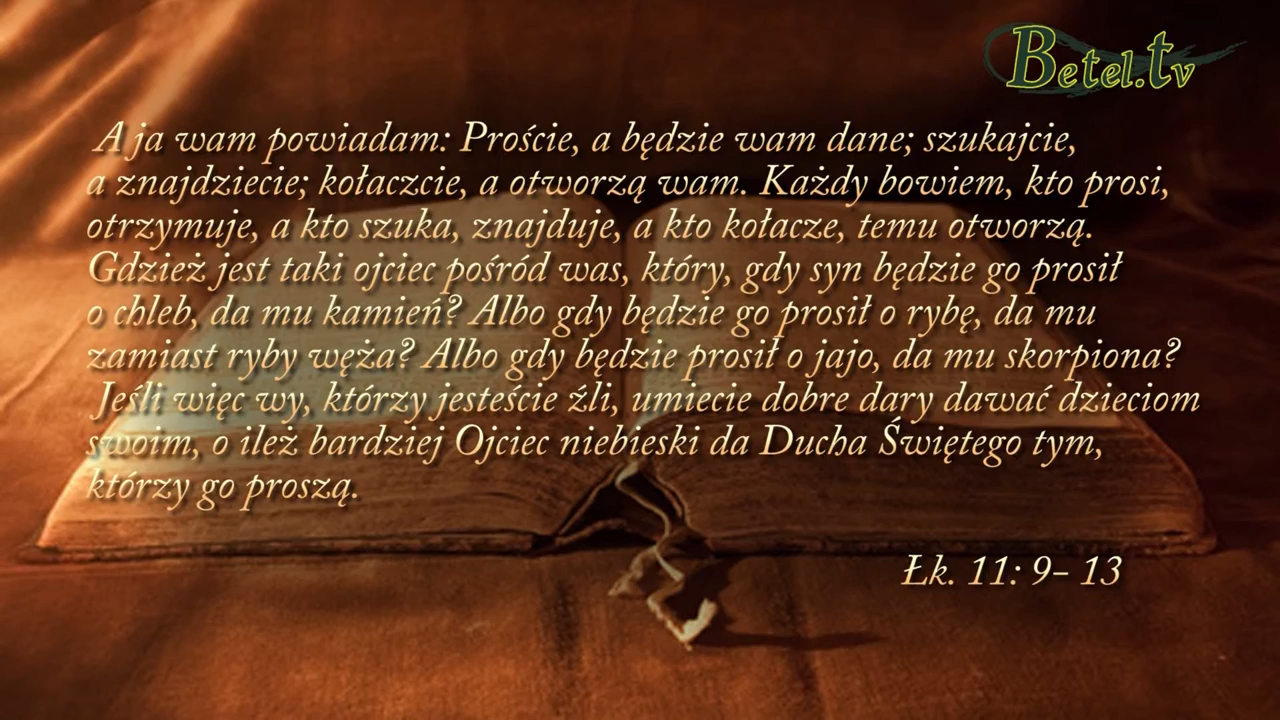 Betel.tv
A ja wam powiadam: Proście, a będzie wam dane; szukajcie,
a znajdziecie; kołaczcie, a otworzą wam. Każdy bowiem, kto prosi,
otrzymuje, a kto szuka, znajduje, a kto kołacze, temu otworzą.
Gdzież jest taki ojciec pośród was, który, gdy syn będzie go prosił
o chleb, da mu kamień? Albo gdy będzie go prosił o rybę, da mu
zamiast ryby węża? Albo gdy będzie prosił o jajo, da mu skorpiona?
Jeśli więc wy, którzy jesteście źli, umiecie dobre dary dawać dzieciom
swoim, o ileż bardziej Ojciec niebieski da Ducha Świętego tym,
którzy go proszą.
Łk. 11: 9– 13